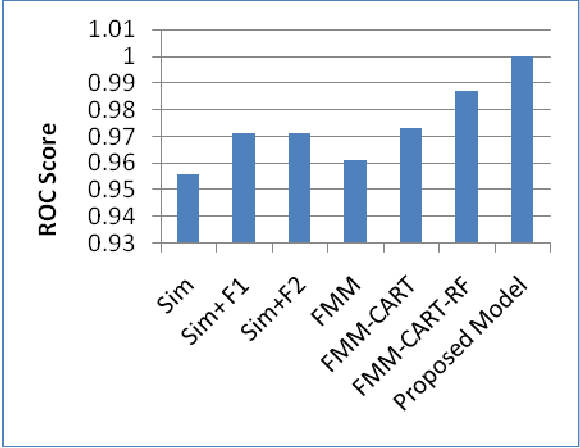 1.01
1
0.99
0.98
0.97
0.96
0.95
0.94
0.93
ROC Score
Sim
Sim+F1
Sim+F2
FMM
FMM-CART
FMM-CART-RF
Proposed Model